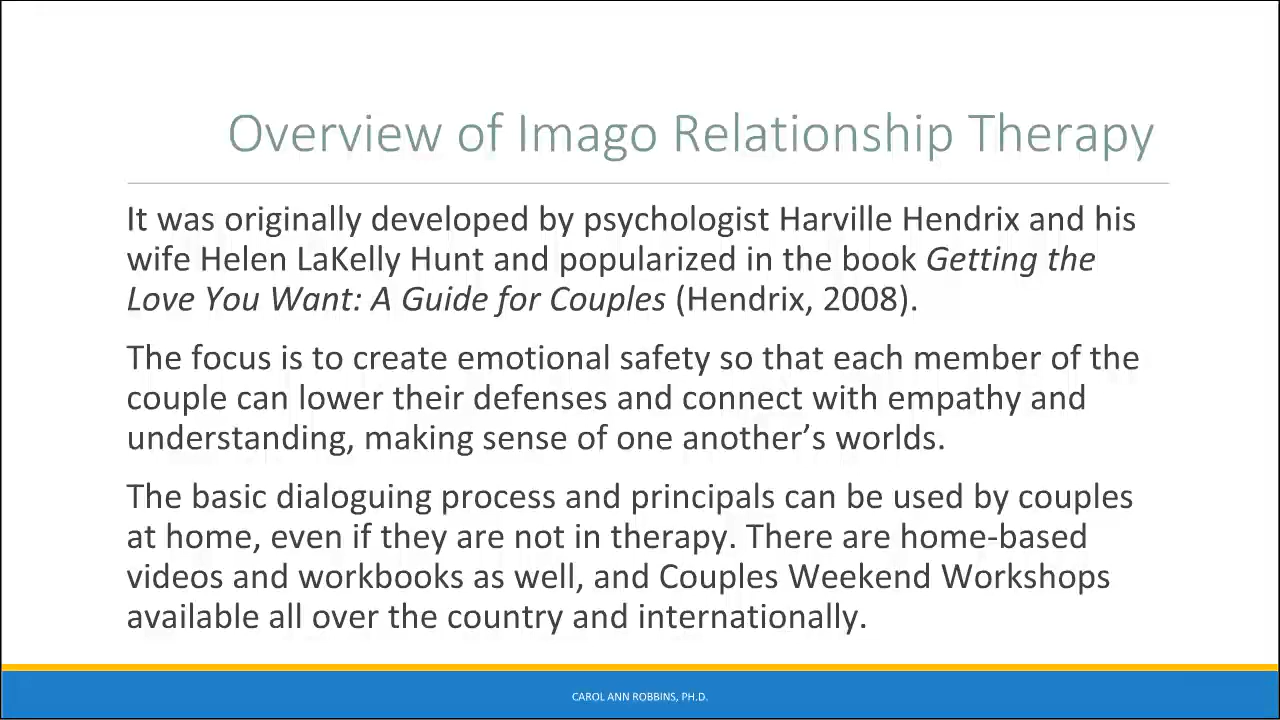 Overview of Imago Relationship Therapy
It was originally developed by psychologist Harville Hendrix and his
wife Helen LaKelly Hunt and popularized in the book Getting the
Love You Want: A Guide for Couples (Hendrix, 2008).
The focus is to create emotional safety so that each member of the
couple can lower their defenses and connect with empathy and
understanding, making sense of one another’s worlds.
The basic dialoguing process and principals can be used by couples
at home, even if they are not in therapy. There are home-based
videos and workbooks as well, and Couples Weekend Workshops
available all over the country and internationally.
CAROL ANN ROBBINS, PH.D.